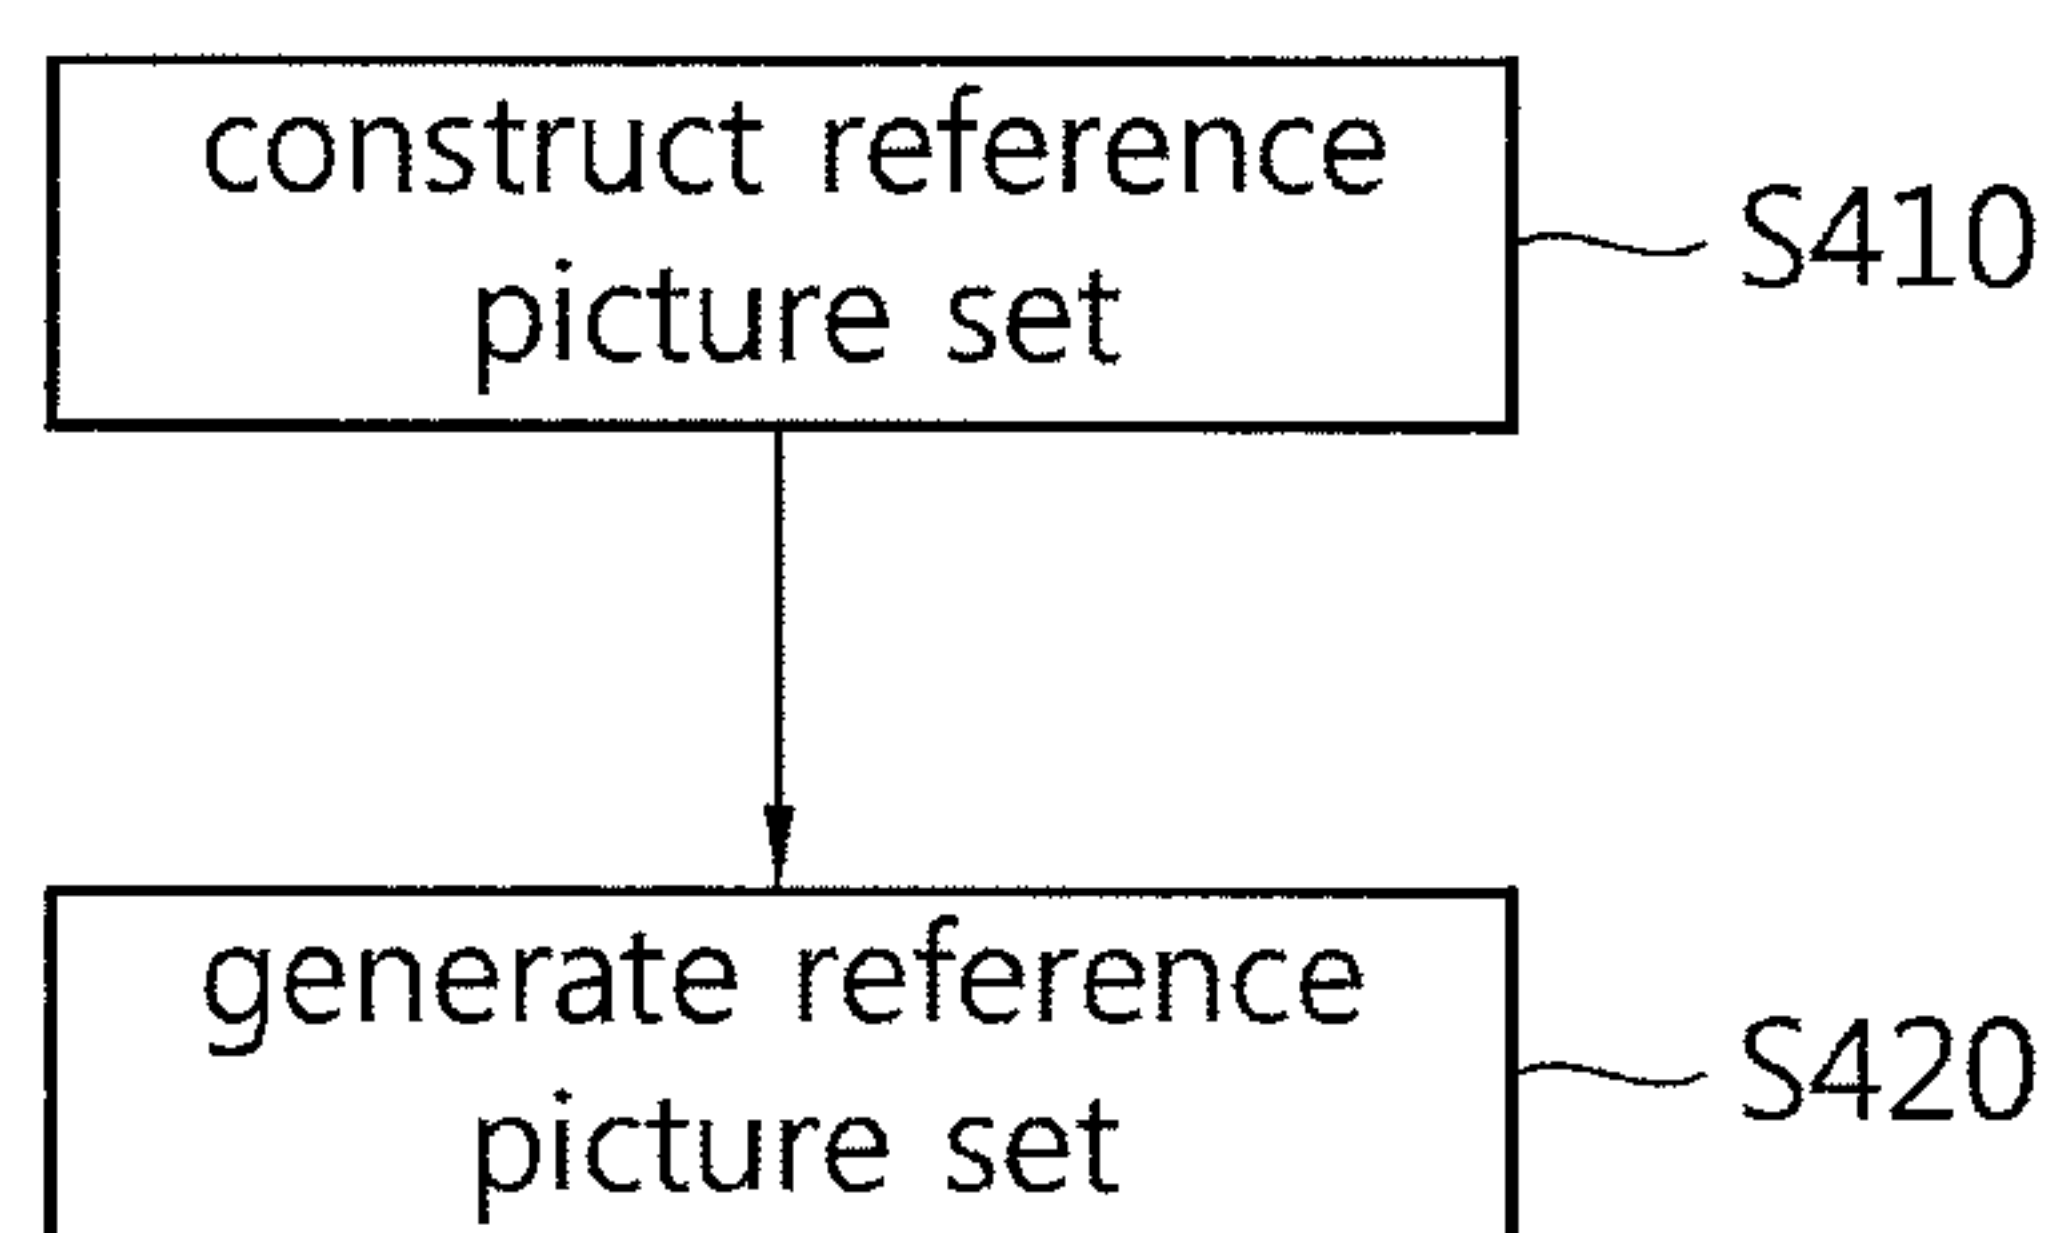 construct reference
picture set
S410
generate reference
picture set
S420